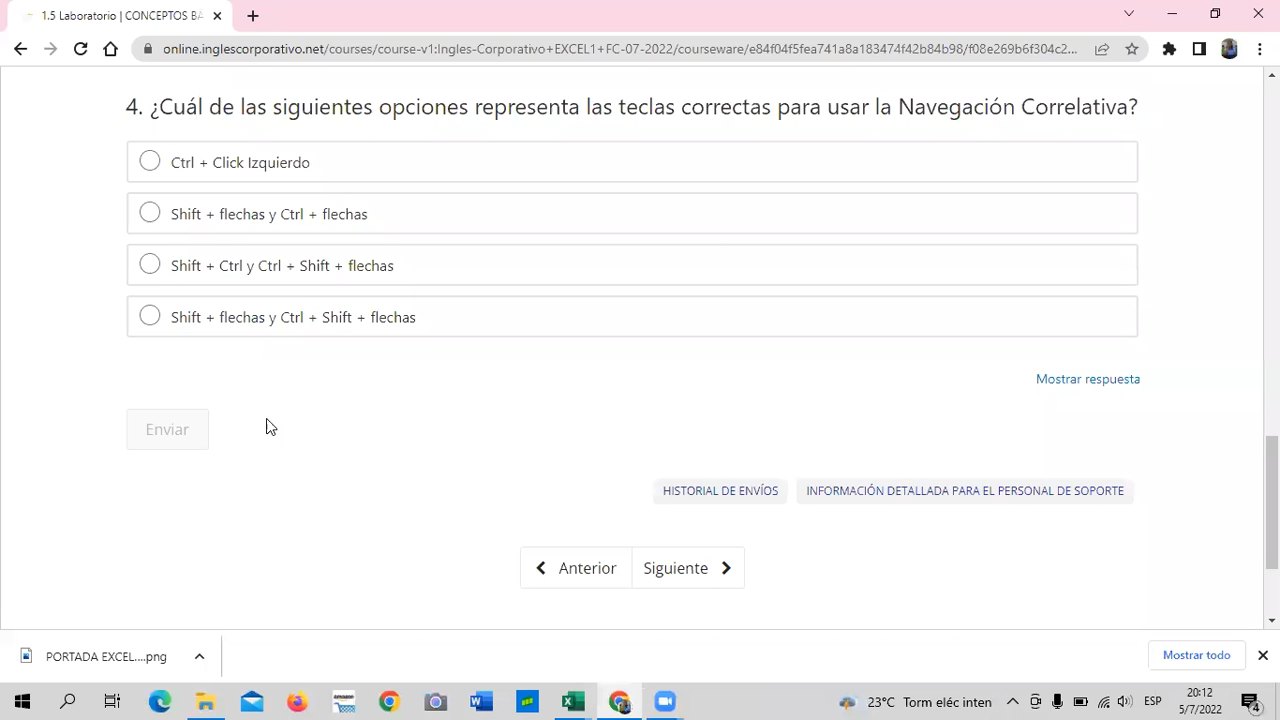 1.5 Laboratorio | CONCEPTOS BÁ
online.inglescorporativo.net/courses/course-v1:Ingles-Corporativo+EXCEL1+FC-07-2022/courseware/e84f04f5fea741a8a183474f42b84b98/f08e269b6f304c2...
4. ¿Cuál de las siguientes opciones representa las teclas correctas para usar la Navegación Correlativa?
Ctrl + Click Izquierdo
Shift + flechas y Ctrl + flechas
Shift + Ctrl y Ctrl + Shift + flechas
Shift + flechas y Ctrl + Shift + flechas
Mostrar respuesta
Enviar
HISTORIAL DE ENVÍOS INFORMACIÓN DETALLADA PARA EL PERSONAL DE SOPORTE
Anterior Siguiente
PORTADA EXCEL....png
Mostrar todo
23°C Torm eléc inten ESP 20:12
5/7/2022
4